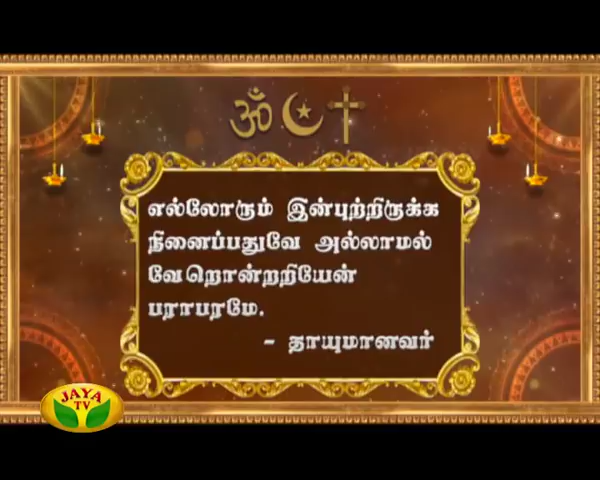 எல்லோரும் இன்புற்றிருக்க
நினைப்பதுவே அல்லாமல்
வேறொன்றறியேன்
பராபரமே.
- தாயுமானவர்
JAYA
TV